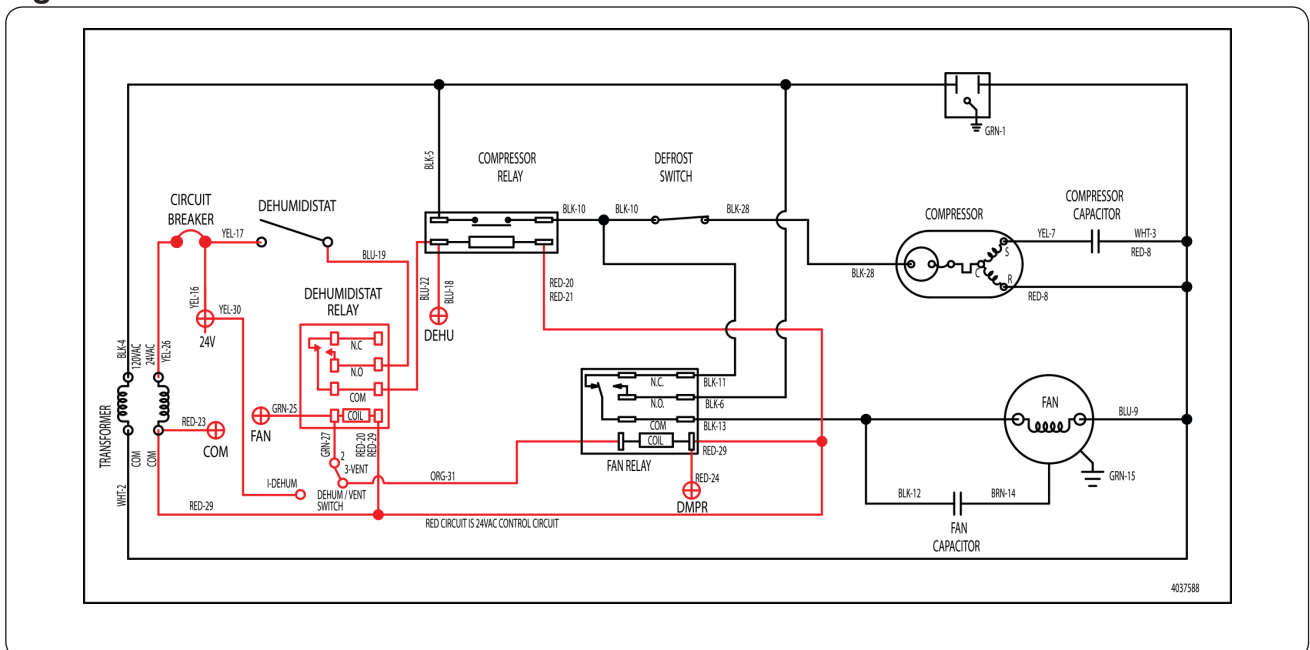 GRN-1
BLK-5
COMPRESSOR
RELAY
DEFROST
SWITCH
CIRCUIT
BREAKER
DEHUMIDISTAT
YEL-17
BLU-19
BLK-10
BLK-10
BLK-28
COMPRESSOR
COMPRESSOR
CAPACITOR
YEL-7
WHT-3
RED-8
S
C
R
RED-8
BLK-28
BLU-22
BLU-18
RED-20
RED-21
DEHU
YEL-16
YEL-30
24V
DEHUMIDISTAT
RELAY
N.C
N.O
COM
COIL
BLK-4
120VAC
24VAC
YEL-26
TRANSFORMER
COM
COM
WHT-2
RED-23
COM
GRN-25
FAN
GRN-27
RED-20
RED-29
2
3-VENT
I-DEHUM
DEHUM / VENT
SWITCH
ORG-31
RED-29
RED CIRCUIT IS 24VAC CONTROL CIRCUIT
N.C.
BLK-11
N.O.
BLK-6
COM
BLK-13
COIL
RED-29
FAN RELAY
RED-24
DMPR
FAN
BLU-9
GRN-15
BLK-12
BRN-14
FAN
CAPACITOR
4037588